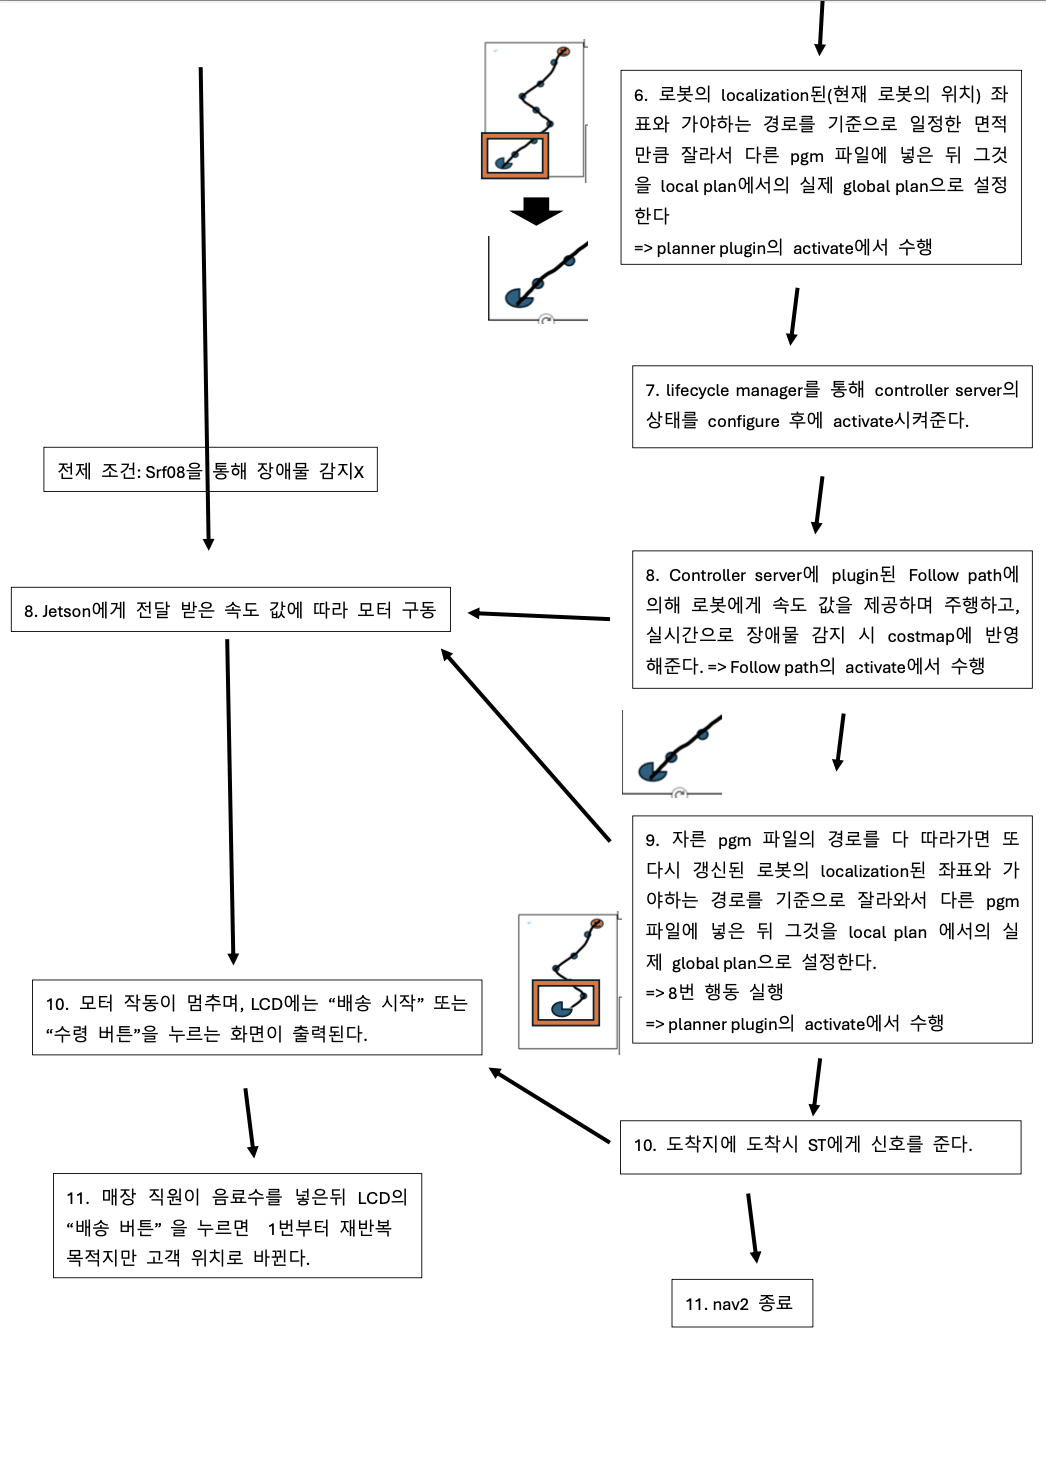 6. 로봇의 localization된(현재 로봇의 위치) 좌
표와 가야하는 경로를 기준으로 일정한 면적
만큼 잘라서 다른 pgm 파일에 넣은 뒤 그것
을 local plan에서의 실제 global plan으로 설정
한다
=> planner plugin의 activate에서 수행
7. lifecycle manager를 통해 controller server의
상태를 configure 후에 activate시켜준다.
전제 조건: Srf08을 통해 장애물 감지X
8. Jetson에게 전달 받은 속도 값에 따라 모터 구동
8. Controller server에 plugin된 Follow path에
의해 로봇에게 속도 값을 제공하며 주행하고,
실시간으로 장애물 감지 시 costmap에 반영
해준다. => Follow path의 activate에서 수행
9. 자른 pgm 파일의 경로를 다 따라가면 또
다시 갱신된 로봇의 localization된 좌표와 가
야하는 경로를 기준으로 잘라와서 다른 pgm
파일에 넣은 뒤 그것을 local plan 에서의 실
제 global plan으로 설정한다.
=> 8번 행동 실행
=> planner plugin의 activate에서 수행
10. 모터 작동이 멈추며, LCD에는 “배송 시작” 또는
“수령 버튼”을 누르는 화면이 출력된다.
10. 도착지에 도착시 ST에게 신호를 준다.
11. 매장 직원이 음료수를 넣은뒤 LCD의
“배송 버튼” 을 누르면 1번부터 재반복
목적지만 고객 위치로 바뀐다.
11. nav2 종료